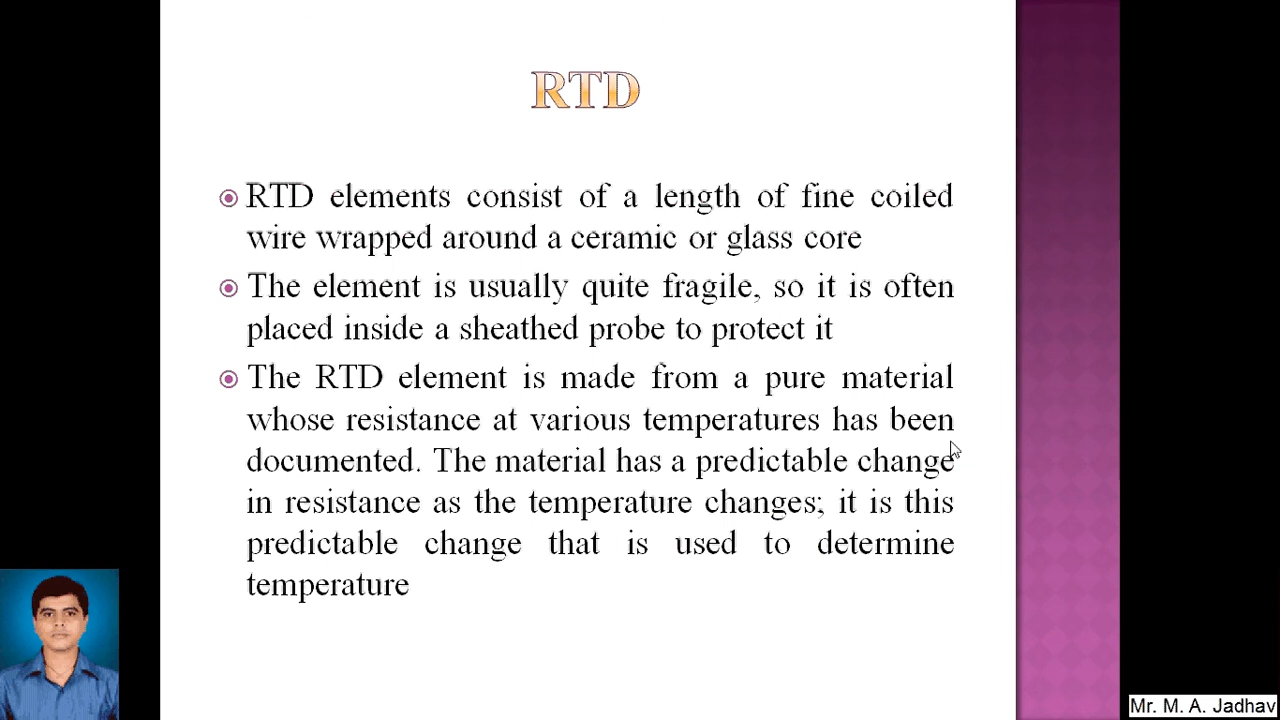 RTD
RTD elements consist of a length of fine coiled
wire wrapped around a ceramic or glass core
The element is usually quite fragile, so it is often
placed inside a sheathed probe to protect it
The RTD element is made from a pure material
whose resistance at various temperatures has been
documented. The material has a predictable change
in resistance as the temperature changes; it is this
predictable change that is used to determine
temperature
Mr. M. A. Jadhav